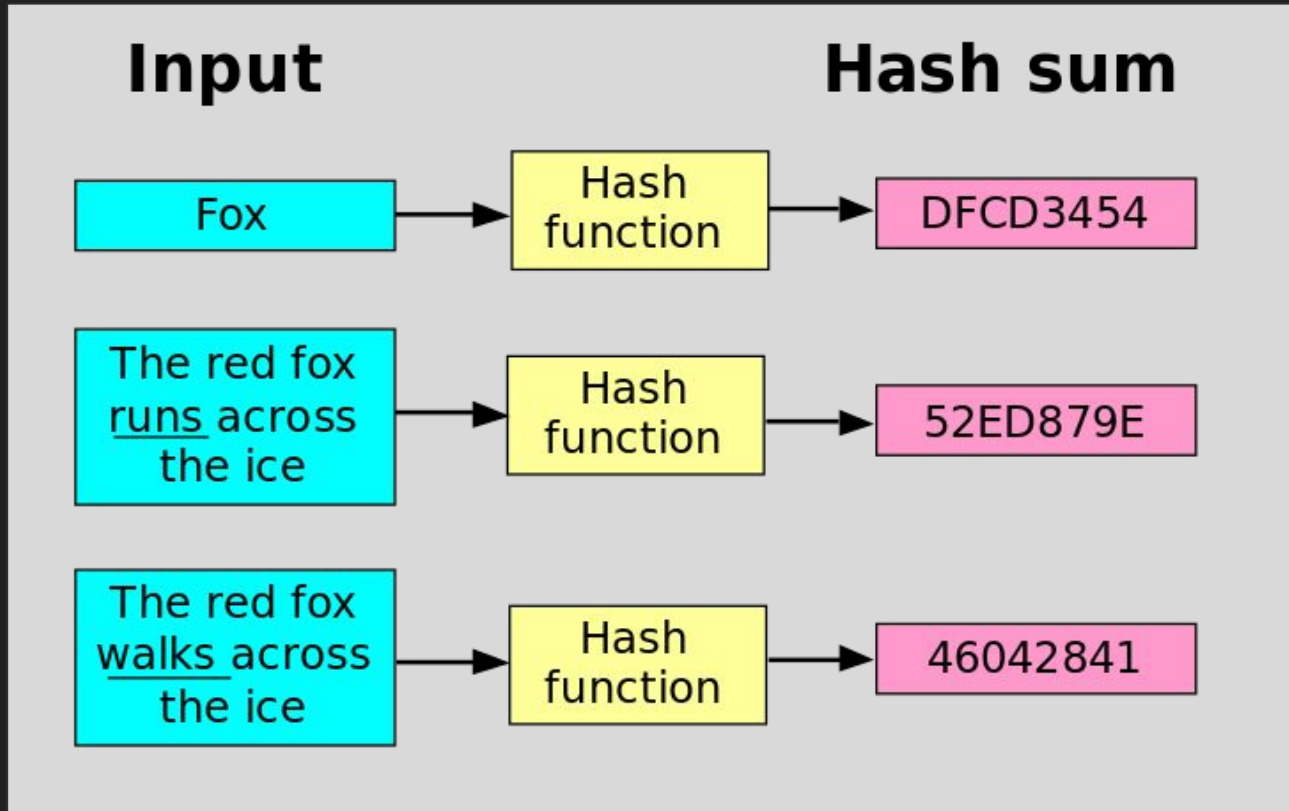 Input
Hash sum
Fox
Hash
function
DFCD3454
The red fox
runs across
the ice
Hash
function
52ED879E
The red fox
walks across
the ice
Hash
function
46042841